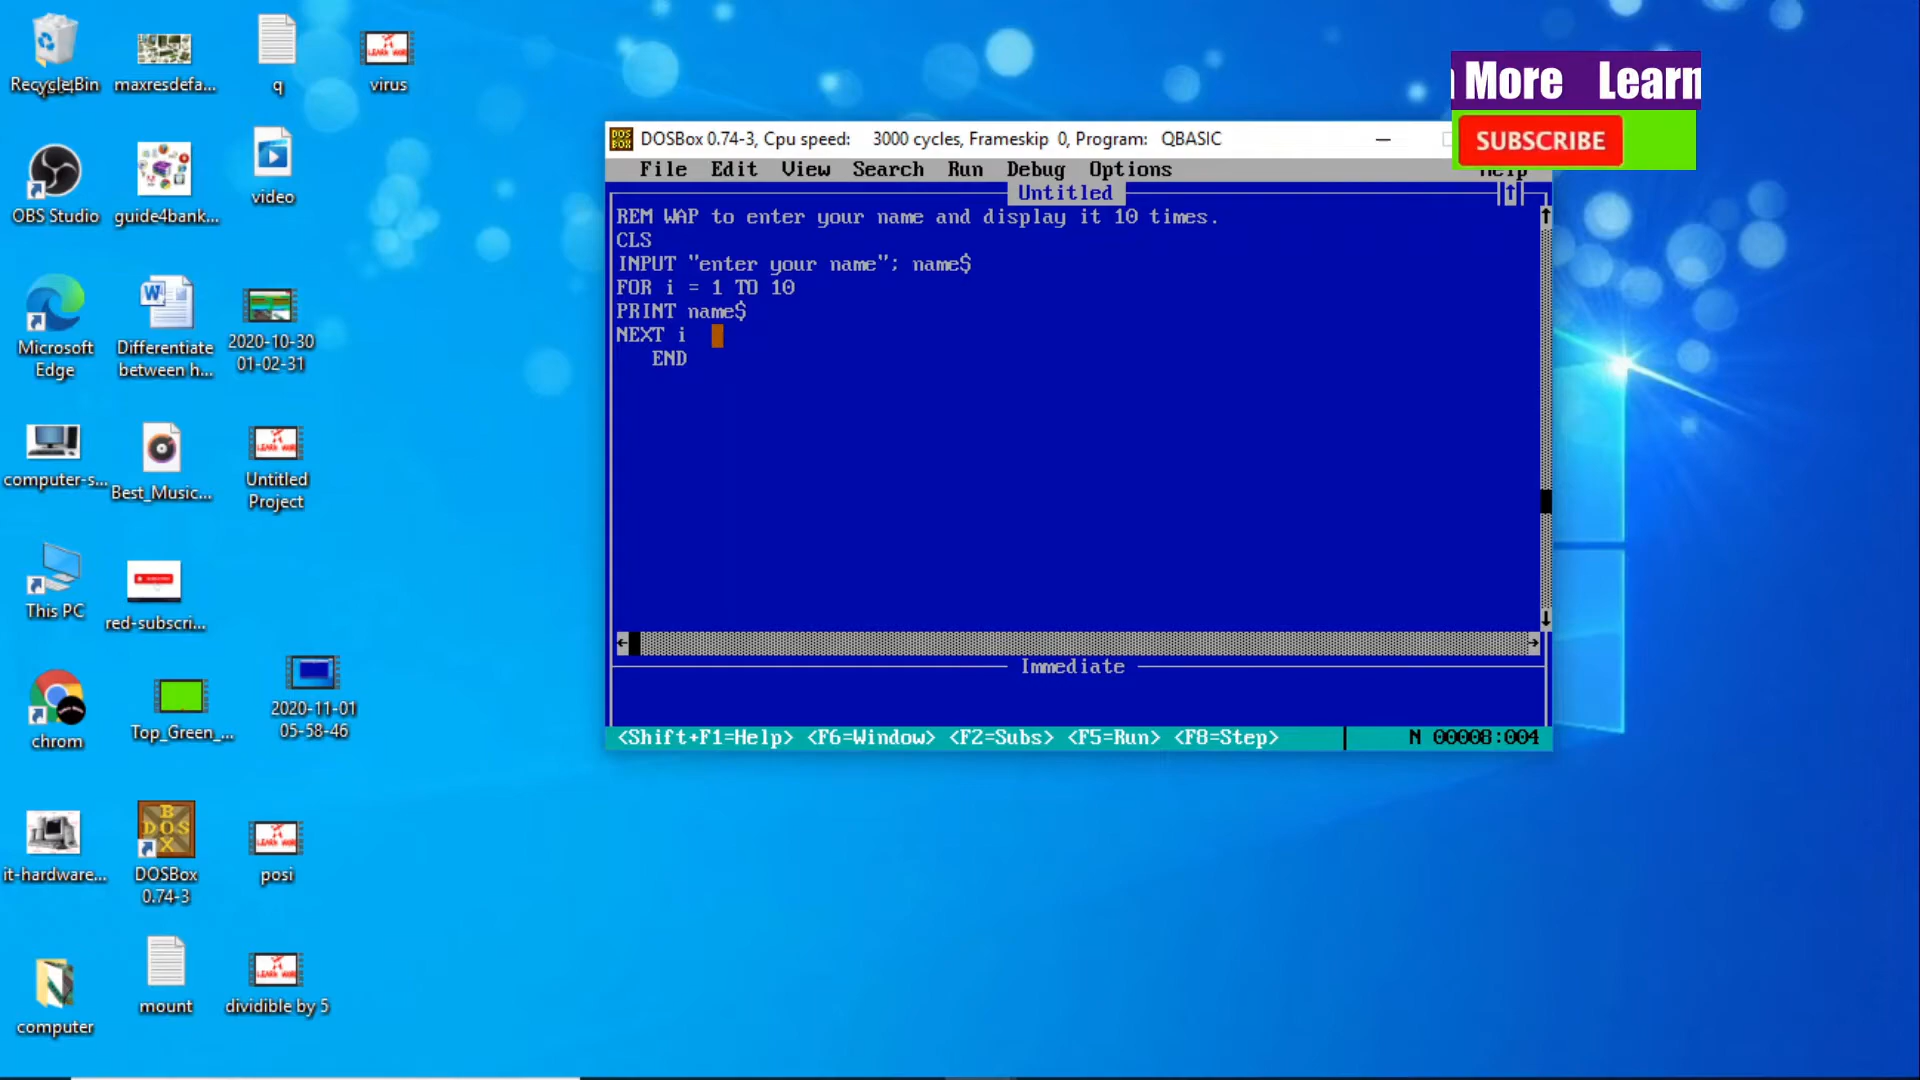 Recycle Bin
maxresdefa...
q
virus
OBS Studio
guide4bank...
video
Microsoft
Edge
Differentiate
between h...
2020-10-30
01-02-31
computer-s...
Best_Music...
Untitled
Project
This PC
red-subscri...
chrom
Top_Green_...
2020-11-01
05-58-46
it-hardware...
DOSBox
0.74-3
posi
computer
mount
dividible by 5
More Learn
SUBSCRIBE
DOSBox 0.74-3, Cpu speed: 3000 cycles, Frameskip 0, Program: QBASIC
File Edit View Search Run Debug Options Help
Untitled
REM WAP to enter your name and display it 10 times.
CLS
INPUT "enter your name"; name$
FOR i = 1 TO 10
PRINT name$
NEXT i
END
Immediate
<Shift+F1=Help> <F6=Window> <F2=Subs> <F5=Run> <F8=Step> N 00008:004